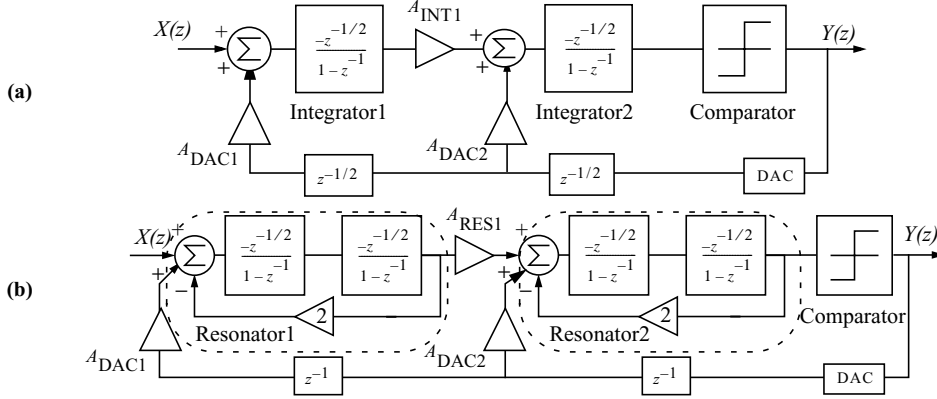 (a)
X(z)
+
+
Σ
-z^{-1/2}
1 - z^{-1}
Integrator1
A_{INT1}
+
+
Σ
-z^{-1/2}
1 - z^{-1}
Integrator2
Comparator
Y(z)
A_{DAC1}
z^{-1/2}
A_{DAC2}
z^{-1/2}
DAC
(b)
X(z)
+
+
−
Σ
-z^{-1/2}
1 - z^{-1}
-z^{-1/2}
1 - z^{-1}
2
−
Resonator1
A_{RES1}
+
+
−
Σ
-z^{-1/2}
1 - z^{-1}
-z^{-1/2}
1 - z^{-1}
2
−
Resonator2
Comparator
Y(z)
A_{DAC1}
z^{-1}
A_{DAC2}
z^{-1}
DAC